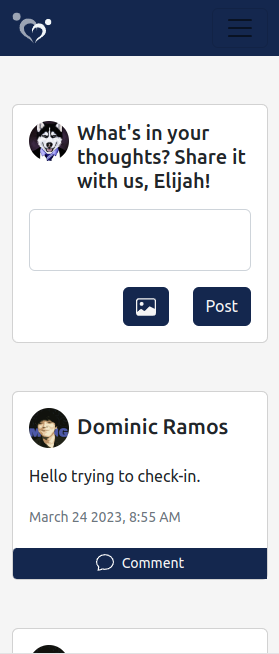 What's in your
thoughts? Share it
with us, Elijah!
Post
Dominic Ramos
Hello trying to check-in.
March 24 2023, 8:55 AM
Comment